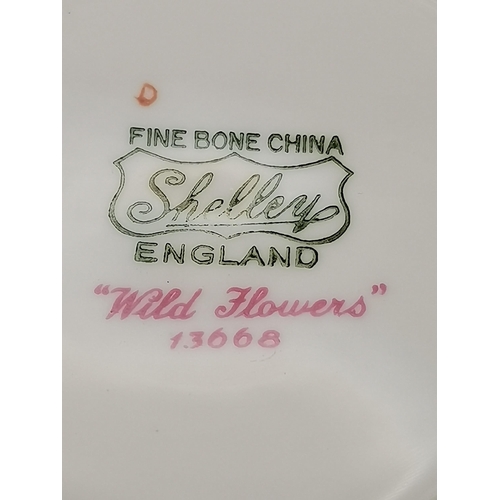 D
FINE BONE CHINA
Shelley
ENGLAND
"Wild Flowers"
13668